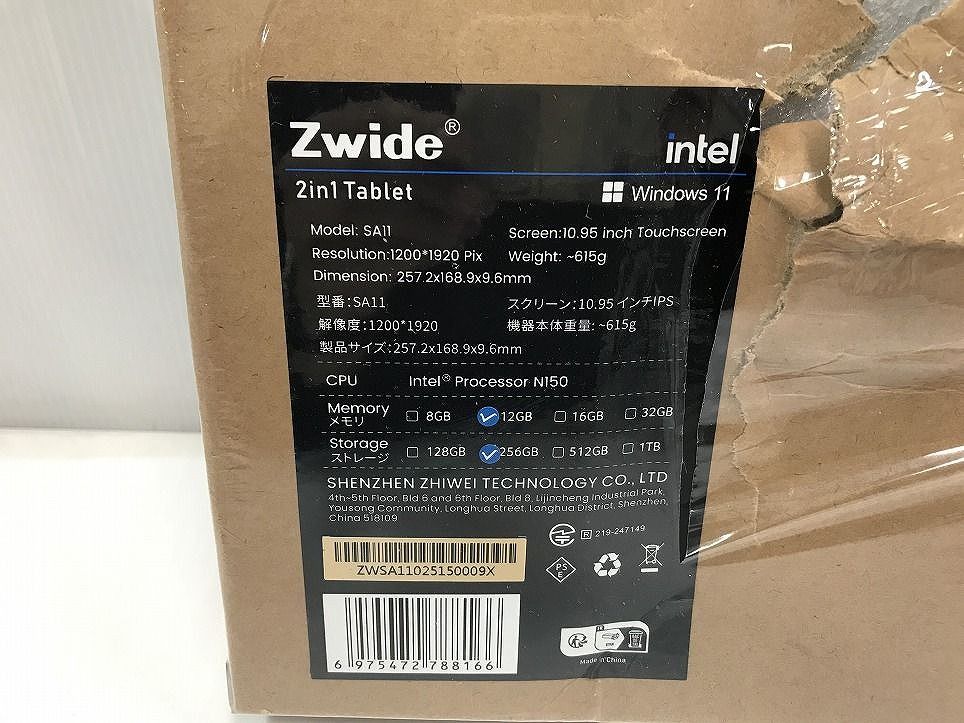 Zwide®
intel
2in1 Tablet
Windows 11
Model: SA11
Screen:10.95 inch Touchscreen
Resolution:1200*1920 Pix
Weight: ~615g
Dimension: 257.2x168.9x9.6mm
型番:SA11
スクリーン:10.95インチIPS
解像度:1200*1920
機器本体重量: ~615g
製品サイズ:257.2x168.9x9.6mm
CPU Intel® Processor N150
Memory
メモリ
8GB 12GB 16GB 32GB
Storage
ストレージ
128GB 256GB 512GB 1TB
SHENZHEN ZHIWEI TECHNOLOGY CO., LTD
4th~5th Floor, Bld 6 and 6th Floor, Bld 8, Lijincheng Industrial Park,
Yousong Community, Longhua Street, Longhua District, Shenzhen,
China 518109
R 219-247149
PS
E
ZWSA11025150009X
6 975472 788166
FR
Made in China